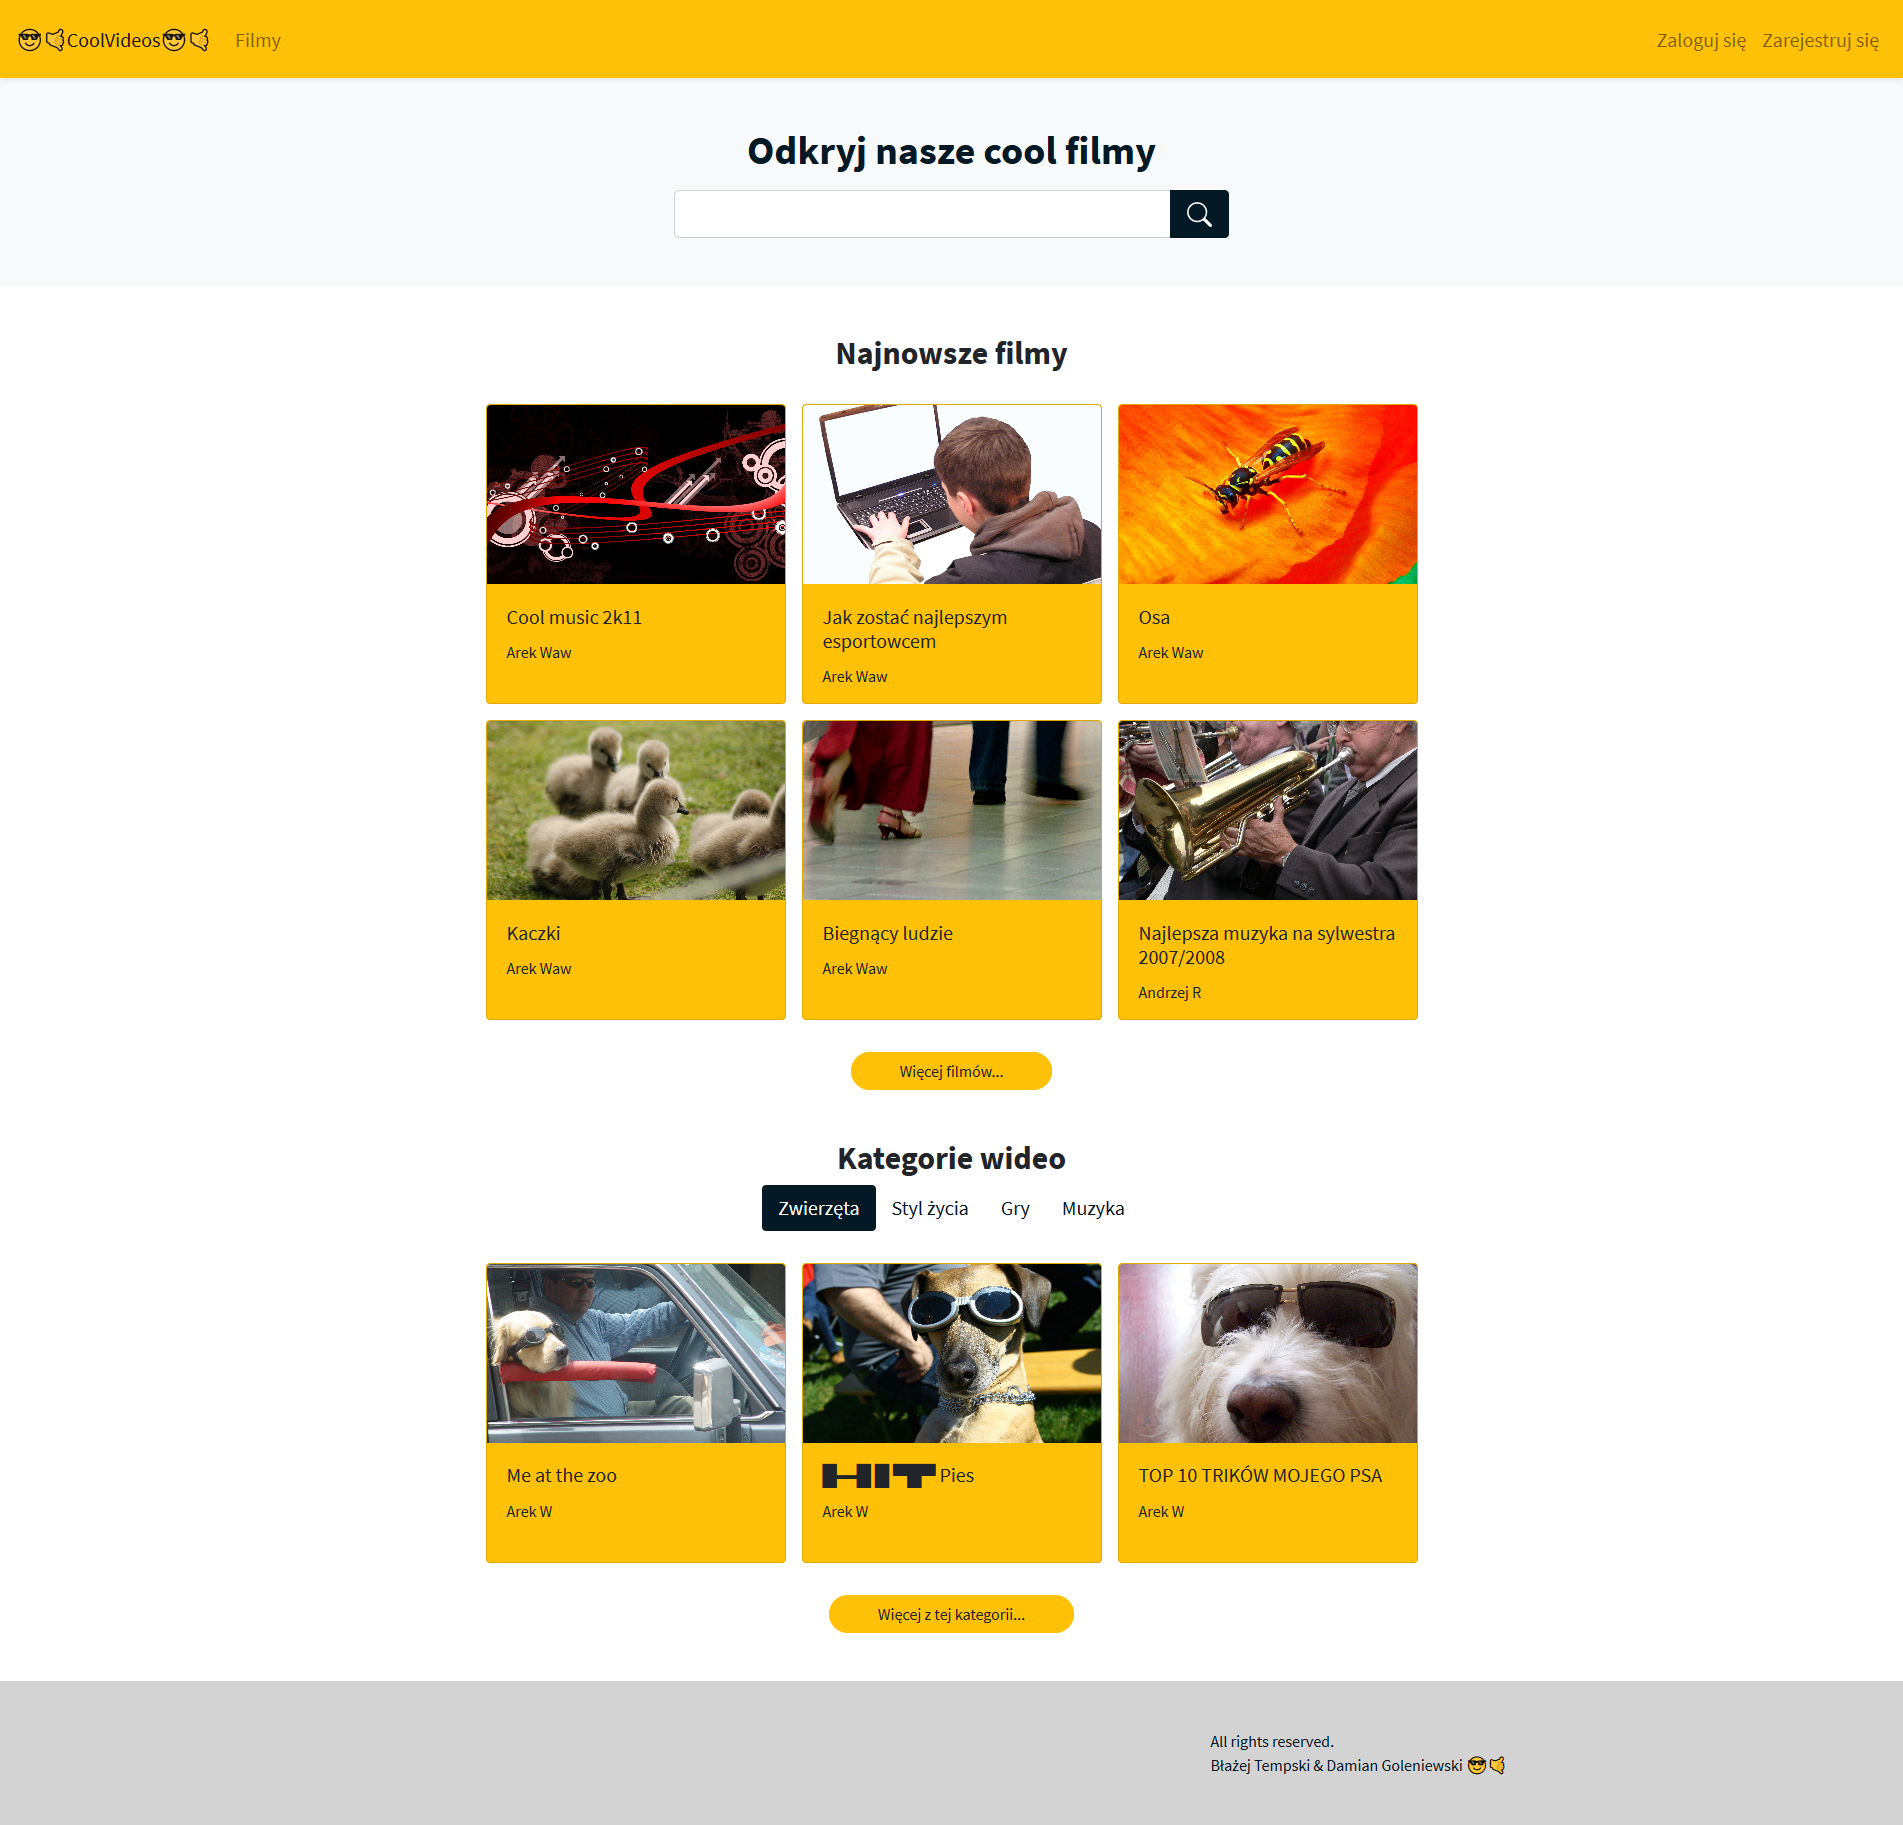 😎🤙CoolVideos😎🤙 Filmy Zaloguj się Zarejestruj się
Odkryj nasze cool filmy
Najnowsze filmy
Cool music 2k11
Arek Waw
Jak zostać najlepszym
esportowcem
Arek Waw
Osa
Arek Waw
Kaczki
Arek Waw
Biegnący ludzie
Arek Waw
Najlepsza muzyka na sylwestra
2007/2008
Andrzej R
Więcej filmów...
Kategorie wideo
Zwierzęta Styl życia Gry Muzyka
Me at the zoo
Arek W
█▬█ █ ▀█▀ Pies
Arek W
TOP 10 TRIKÓW MOJEGO PSA
Arek W
Więcej z tej kategorii...
All rights reserved.
Błażej Tempski & Damian Goleniewski 😎🤙